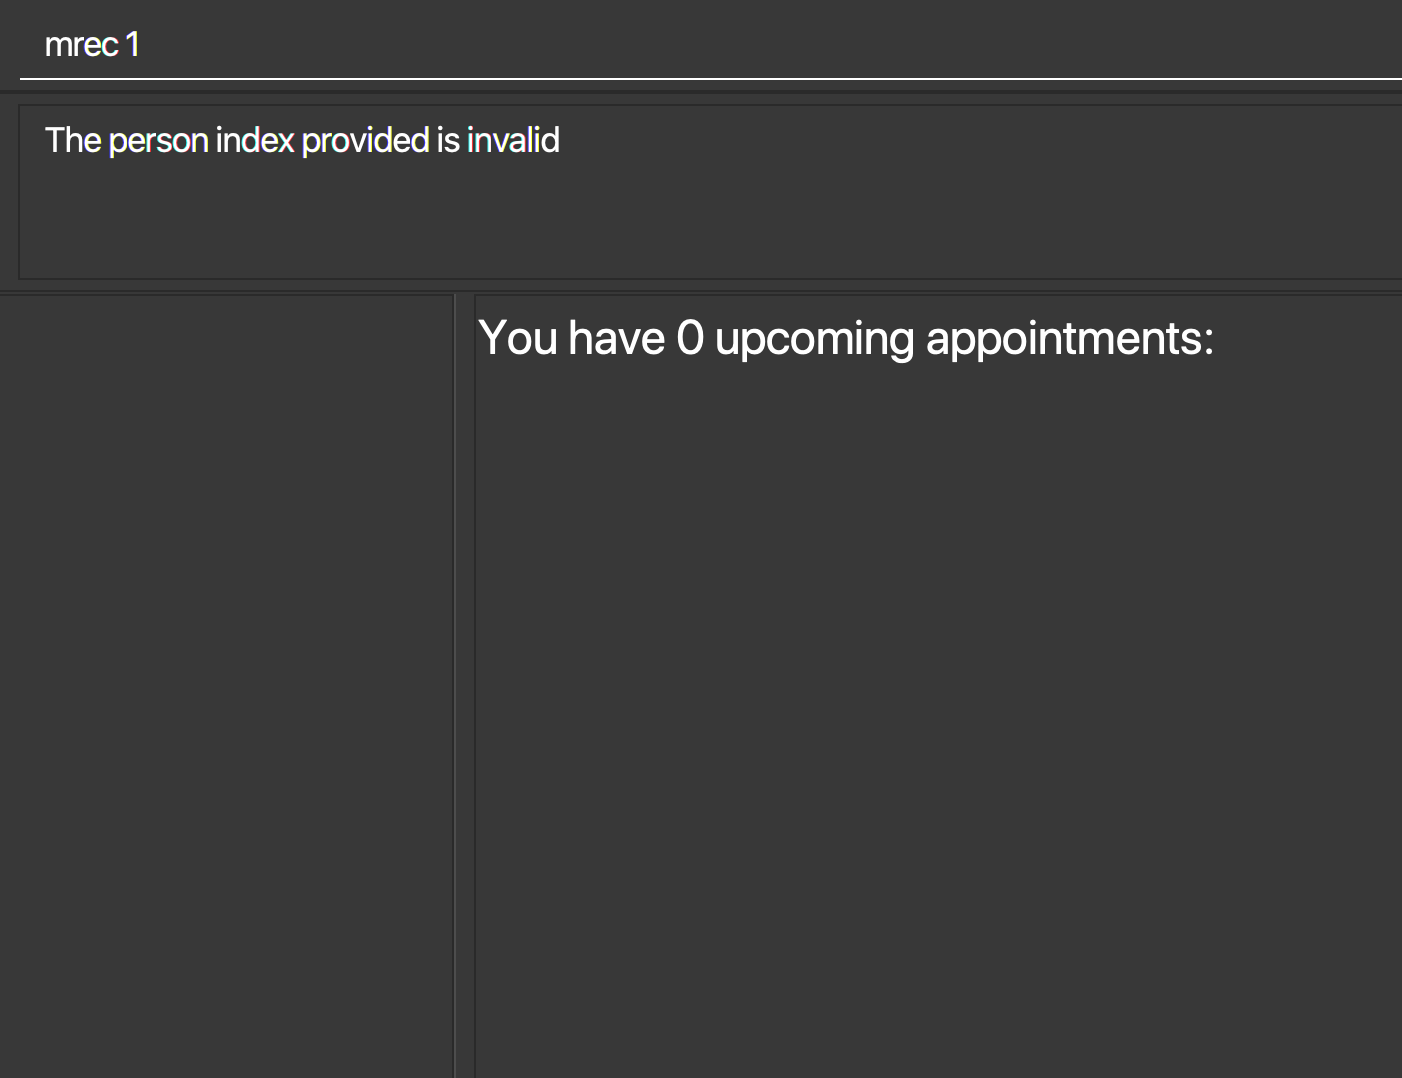 mrec 1
The person index provided is invalid
You have 0 upcoming appointments: